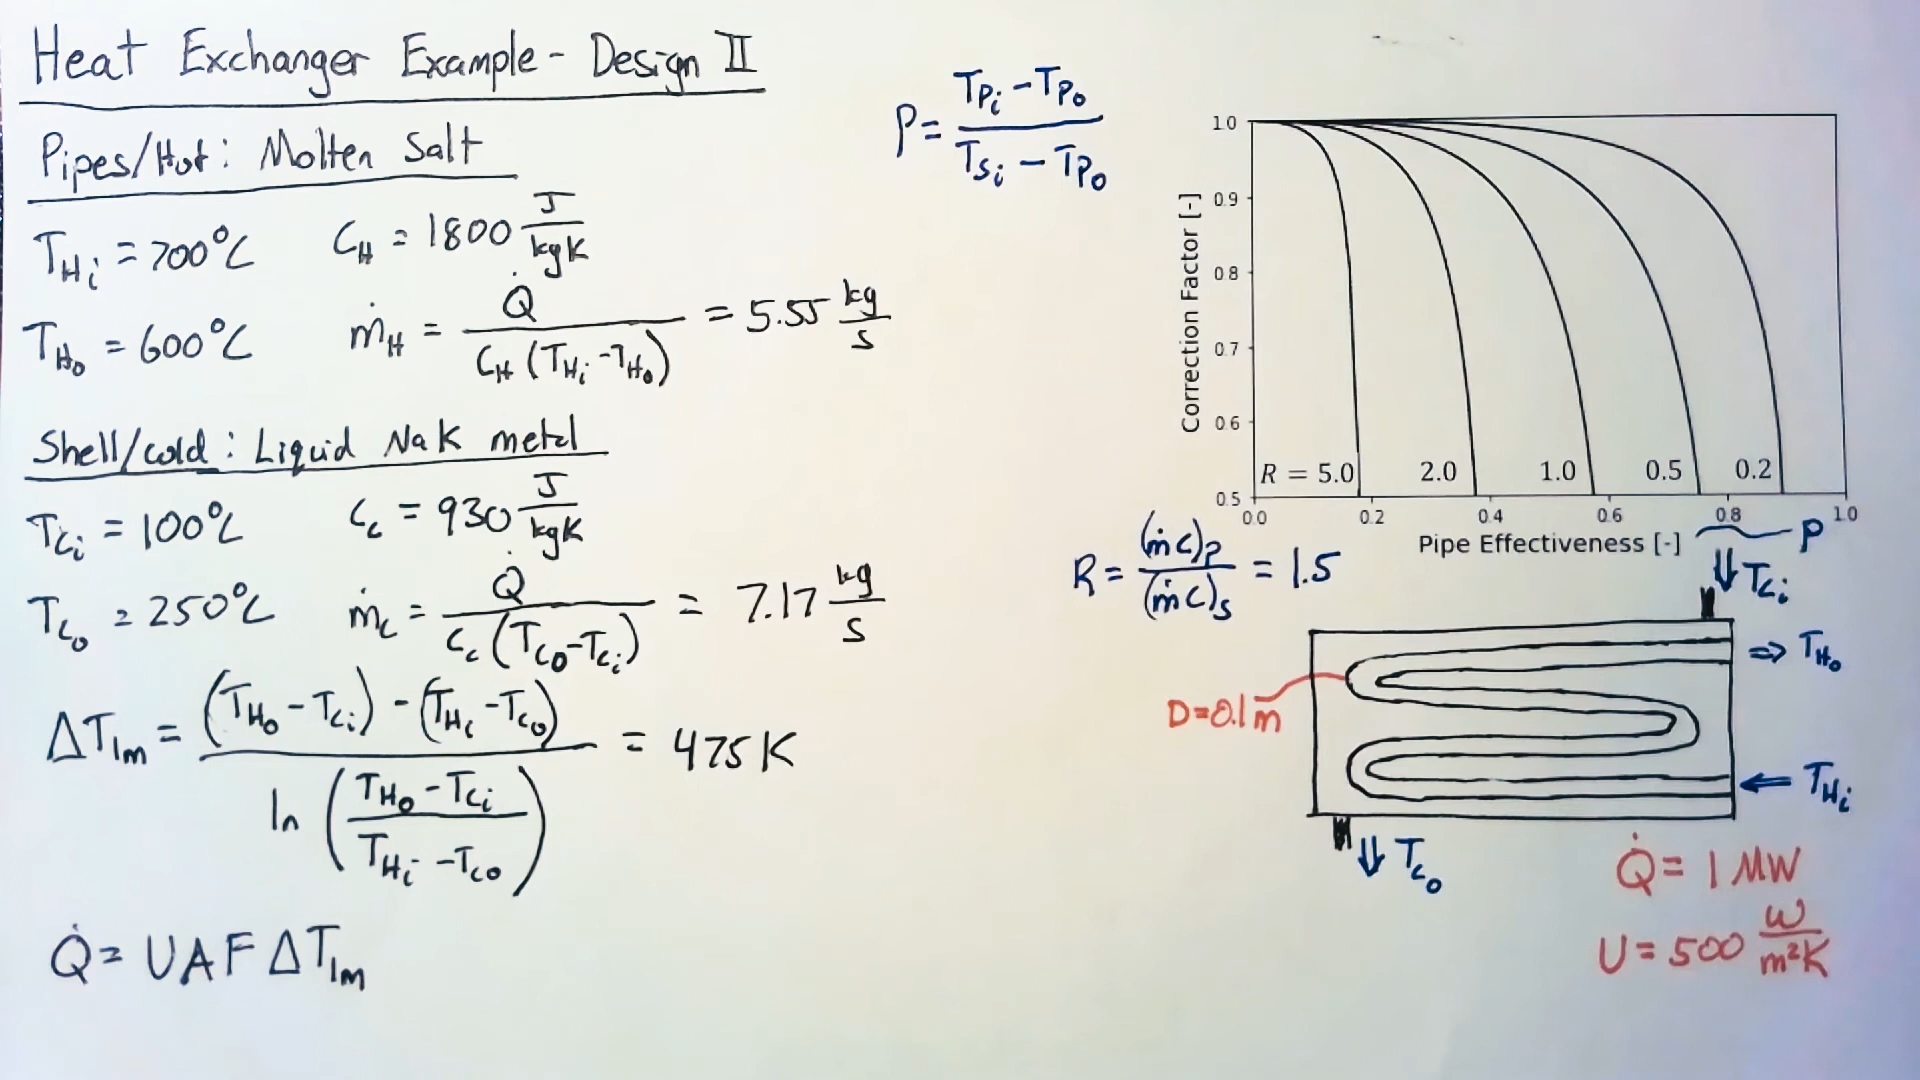 Heat Exchanger Example - Design II
Pipes/Hot: Molten Salt
T_Hi = 700°C    C_H = 1800 J/kgK
T_Ho = 600°C    ṁ_H = Q̇ / C_H (T_Hi - T_Ho) = 5.55 kg/s
Shell/cold: Liquid NaK metal
T_Ci = 100°C    C_c = 930 J/kgK
T_Co = 250°C    ṁ_c = Q̇ / C_c (T_Co - T_Ci) = 7.17 kg/s
ΔT_lm = (T_Ho - T_Ci) - (T_Hi - T_Co) / ln (T_Ho - T_Ci / T_Hi - T_Co) = 475 K
Q̇ = U A F ΔT_lm
P = T_Pi - T_Po / T_Si - T_Po
Correction Factor [-]
1.0
0.9
0.8
0.7
0.6
0.5
R = 5.0 2.0 1.0 0.5 0.2
0.0 0.2 0.4 0.6 0.8 1.0
Pipe Effectiveness [-]
P
R = (ṁc)_P / (ṁc)_S = 1.5
⇓ T_Ci
⇒ T_Ho
D=0.1m
← T_Hi
⇓ T_Co
Q̇ = 1 MW
U = 500 W/m²K